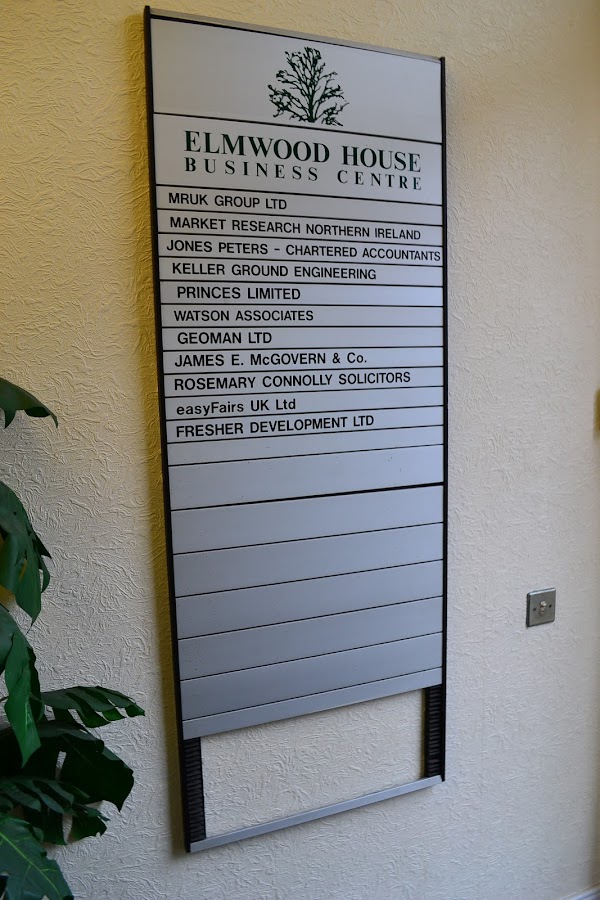 ELMWOOD HOUSE
BUSINESS CENTRE
MRUK GROUP LTD
MARKET RESEARCH NORTHERN IRELAND
JONES PETERS - CHARTERED ACCOUNTANTS
KELLER GROUND ENGINEERING
PRINCES LIMITED
WATSON ASSOCIATES
GEOMAN LTD
JAMES E. McGOVERN & Co.
ROSEMARY CONNOLLY SOLICITORS
easyFairs UK Ltd
FRESHER DEVELOPMENT LTD